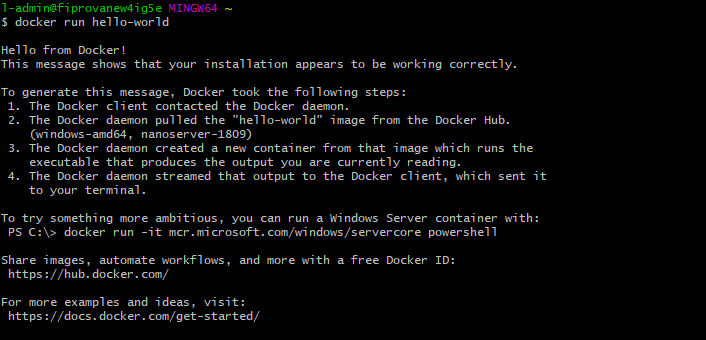 l-admin@fiprovanew4ig5e MINGW64 ~
$ docker run hello-world
Hello from Docker!
This message shows that your installation appears to be working correctly.
To generate this message, Docker took the following steps:
1. The Docker client contacted the Docker daemon.
2. The Docker daemon pulled the "hello-world" image from the Docker Hub.
(windows-amd64, nanoserver-1809)
3. The Docker daemon created a new container from that image which runs the
executable that produces the output you are currently reading.
4. The Docker daemon streamed that output to the Docker client, which sent it
to your terminal.
To try something more ambitious, you can run a Windows Server container with:
PS C:\> docker run -it mcr.microsoft.com/windows/servercore powershell
Share images, automate workflows, and more with a free Docker ID:
https://hub.docker.com/
For more examples and ideas, visit:
https://docs.docker.com/get-started/